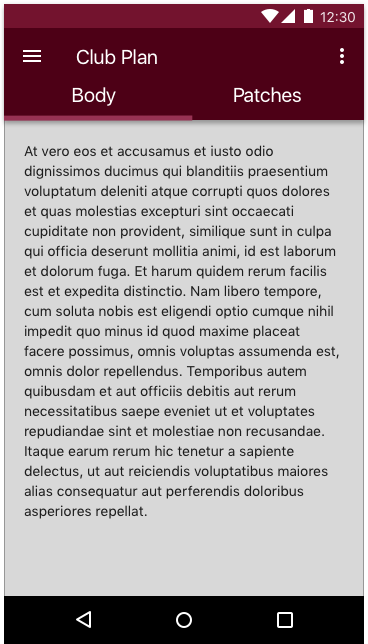 12:30
Club Plan
Body
Patches
At vero eos et accusamus et iusto odio
dignissimos ducimus qui blanditiis praesentium
voluptatum deleniti atque corrupti quos dolores
et quas molestias excepturi sint occaecati
cupiditate non provident, similique sunt in culpa
qui officia deserunt mollitia animi, id est laborum
et dolorum fuga. Et harum quidem rerum facilis
est et expedita distinctio. Nam libero tempore,
cum soluta nobis est eligendi optio cumque nihil
impedit quo minus id quod maxime placeat
facere possimus, omnis voluptas assumenda est,
omnis dolor repellendus. Temporibus autem
quibusdam et aut officiis debitis aut rerum
necessitatibus saepe eveniet ut et voluptates
repudiandae sint et molestiae non recusandae.
Itaque earum rerum hic tenetur a sapiente
delectus, ut aut reiciendis voluptatibus maiores
alias consequatur aut perferendis doloribus
asperiores repellat.